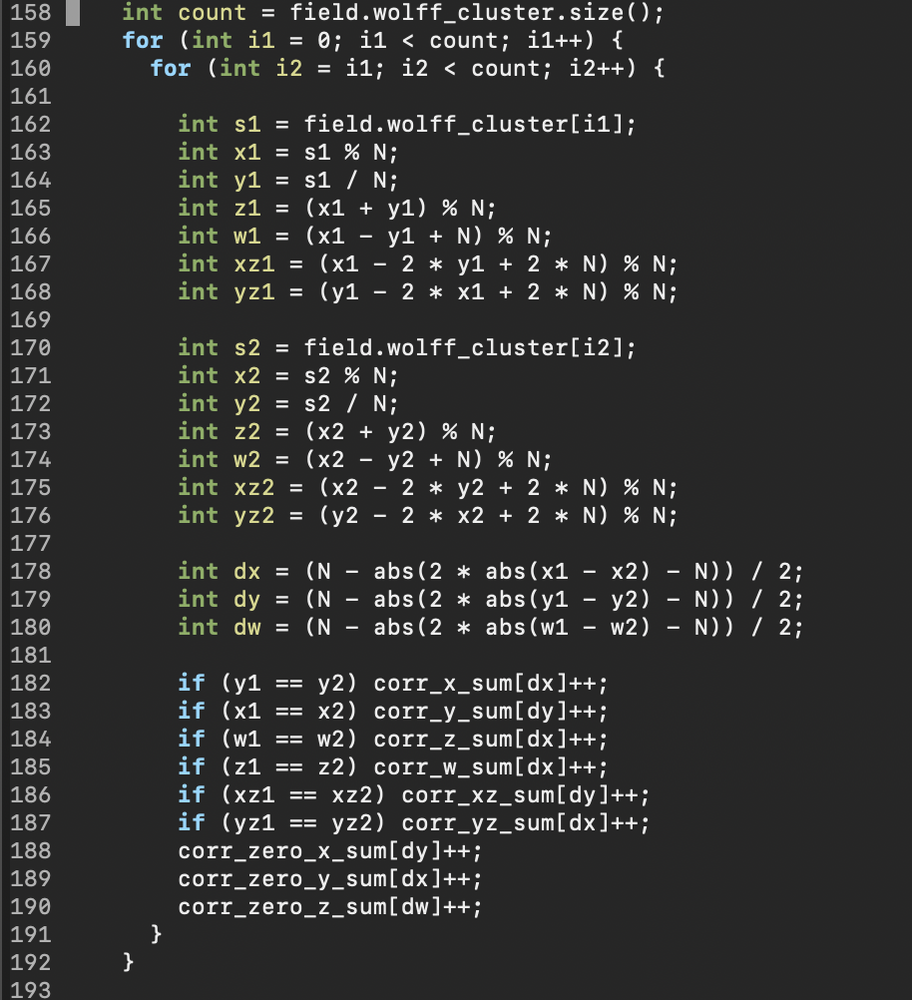 158     int count = field.wolff_cluster.size();
159     for (int i1 = 0; i1 < count; i1++) {
160       for (int i2 = i1; i2 < count; i2++) {
161
162         int s1 = field.wolff_cluster[i1];
163         int x1 = s1 % N;
164         int y1 = s1 / N;
165         int z1 = (x1 + y1) % N;
166         int w1 = (x1 - y1 + N) % N;
167         int xz1 = (x1 - 2 * y1 + 2 * N) % N;
168         int yz1 = (y1 - 2 * x1 + 2 * N) % N;
169
170         int s2 = field.wolff_cluster[i2];
171         int x2 = s2 % N;
172         int y2 = s2 / N;
173         int z2 = (x2 + y2) % N;
174         int w2 = (x2 - y2 + N) % N;
175         int xz2 = (x2 - 2 * y2 + 2 * N) % N;
176         int yz2 = (y2 - 2 * x2 + 2 * N) % N;
177
178         int dx = (N - abs(2 * abs(x1 - x2) - N)) / 2;
179         int dy = (N - abs(2 * abs(y1 - y2) - N)) / 2;
180         int dw = (N - abs(2 * abs(w1 - w2) - N)) / 2;
181
182         if (y1 == y2) corr_x_sum[dx]++;
183         if (x1 == x2) corr_y_sum[dy]++;
184         if (w1 == w2) corr_z_sum[dx]++;
185         if (z1 == z2) corr_w_sum[dx]++;
186         if (xz1 == xz2) corr_xz_sum[dy]++;
187         if (yz1 == yz2) corr_yz_sum[dx]++;
188         corr_zero_x_sum[dy]++;
189         corr_zero_y_sum[dx]++;
190         corr_zero_z_sum[dw]++;
191       }
192     }
193